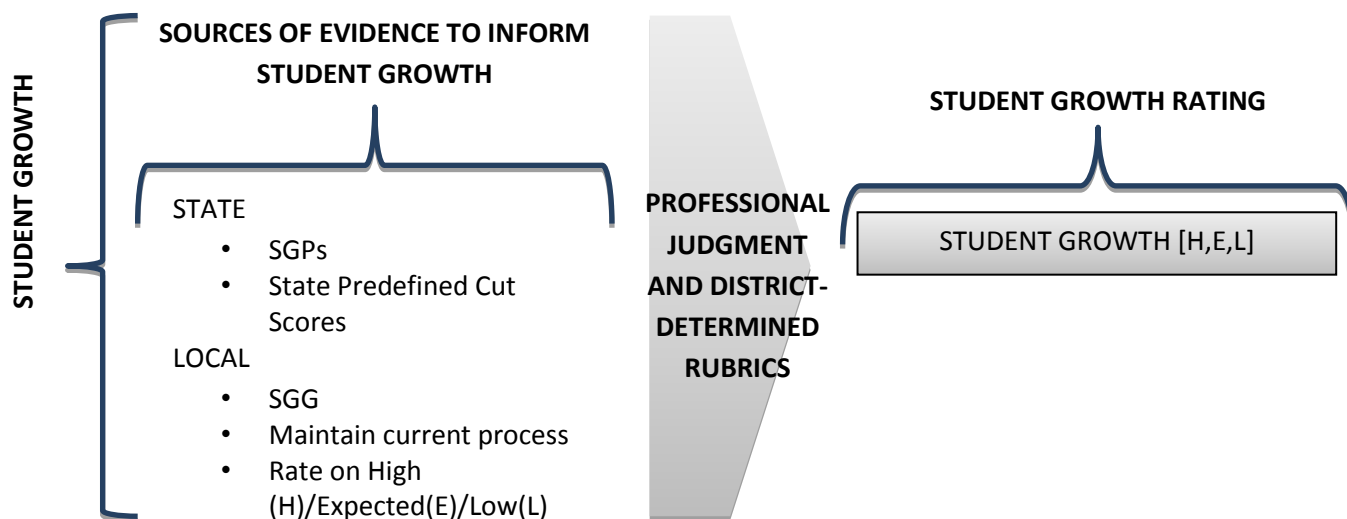 STUDENT GROWTH
SOURCES OF EVIDENCE TO INFORM
STUDENT GROWTH
STATE
• SGPs
• State Predefined Cut
Scores
LOCAL
• SGG
• Maintain current process
• Rate on High
(H)/Expected(E)/Low(L)
PROFESSIONAL
JUDGMENT
AND DISTRICT-
DETERMINED
RUBRICS
STUDENT GROWTH RATING
STUDENT GROWTH [H,E,L]